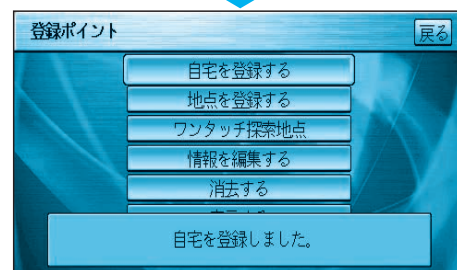 登録ポイント
戻る
自宅を登録する
地点を登録する
ワンタッチ探索地点
情報を編集する
消去する
自宅を登録しました。